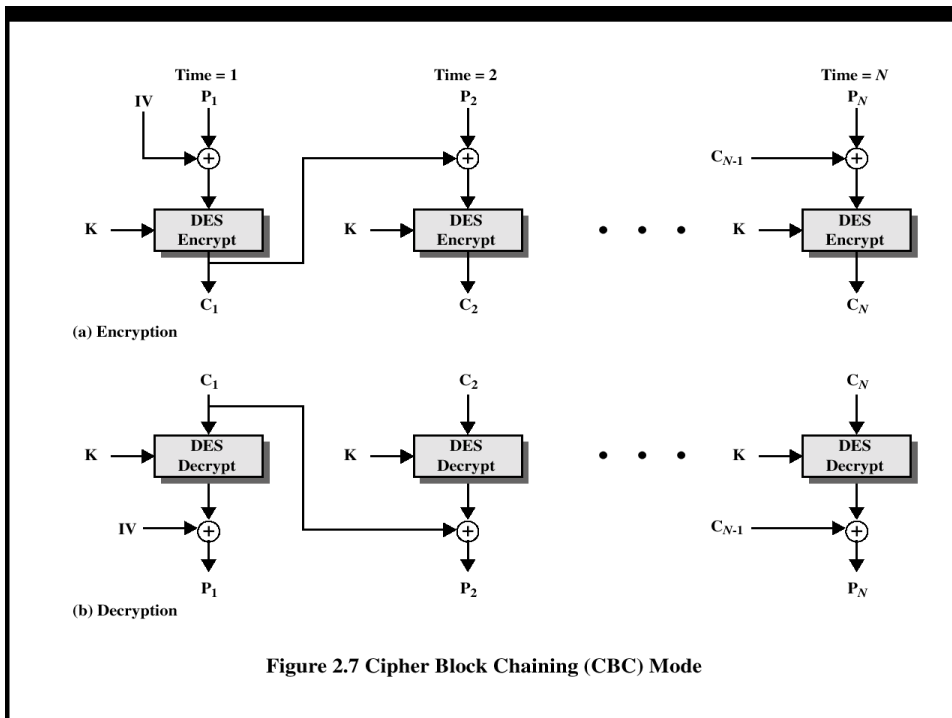 Time = 1 Time = 2 Time = N
IV P1 P2 PN
+ + CN-1 +
K DES Encrypt K DES Encrypt • • • K DES Encrypt
C1 C2 CN
(a) Encryption
C1 C2 CN
K DES Decrypt K DES Decrypt • • • K DES Decrypt
IV + + CN-1 +
P1 P2 PN
(b) Decryption
Figure 2.7 Cipher Block Chaining (CBC) Mode